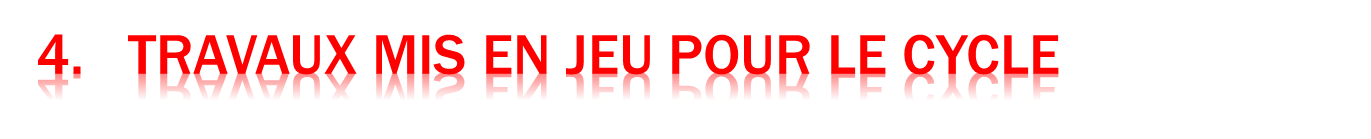 4. TRAVAUX MIS EN JEU POUR LE CYCLE